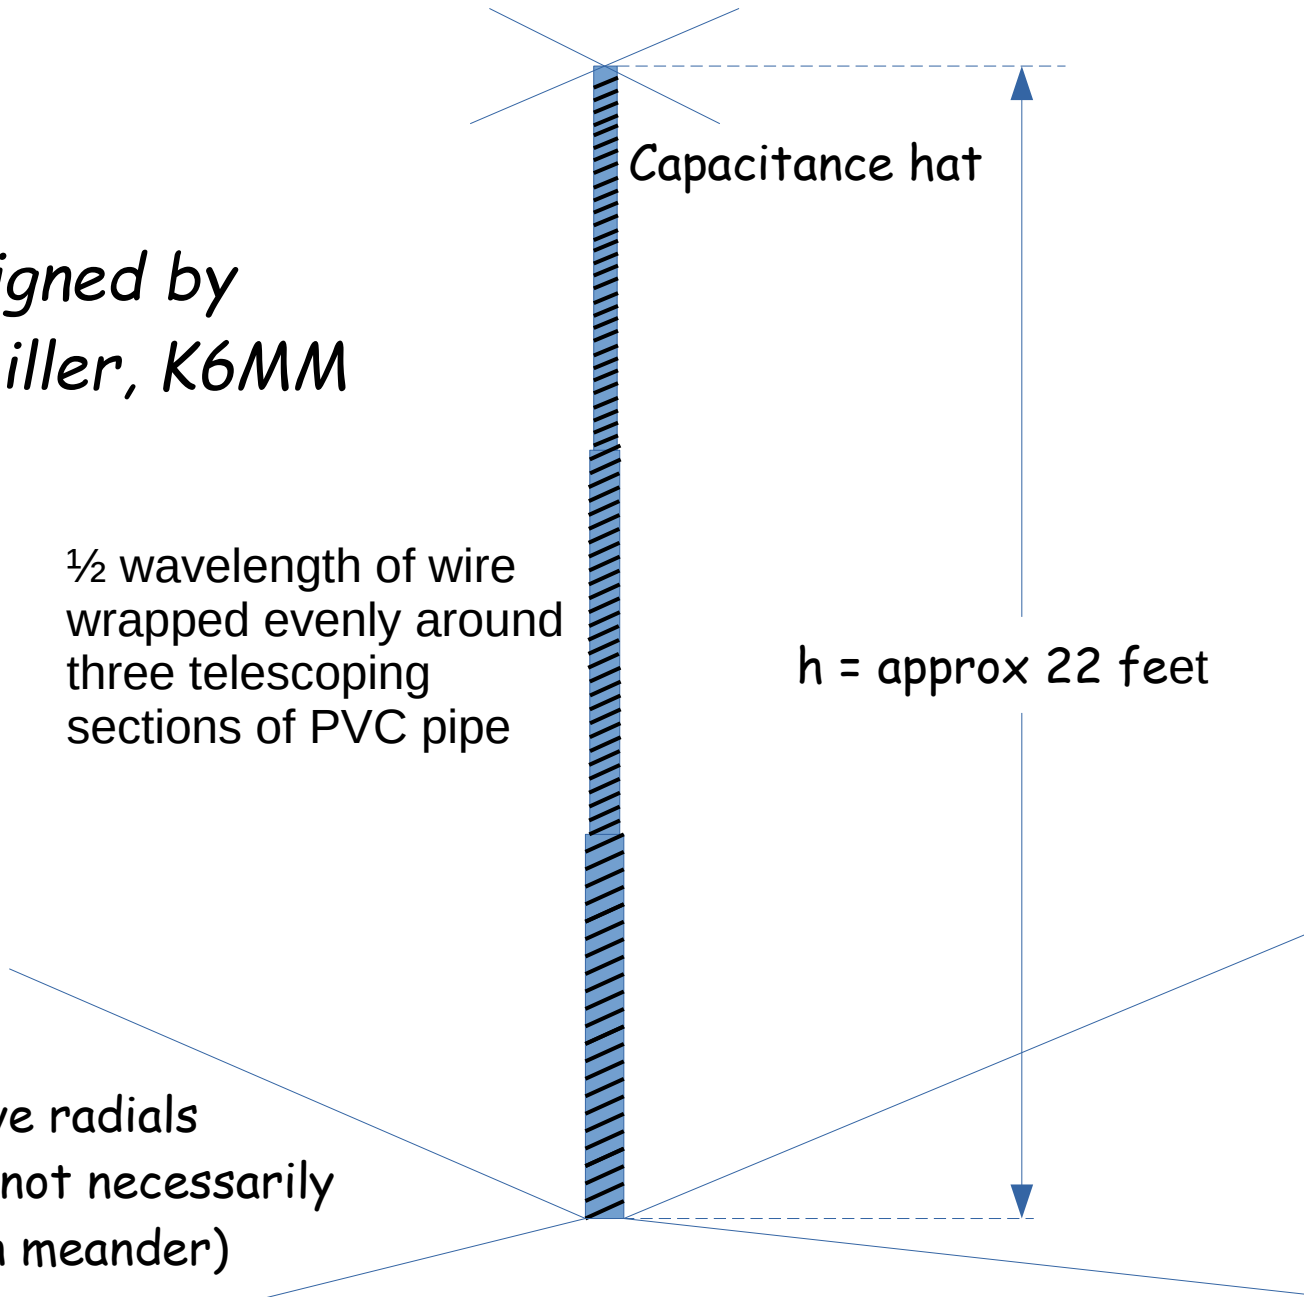 Capacitance hat
igned by
iller, K6MM
½ wavelength of wire
wrapped evenly around
three telescoping
sections of PVC pipe
h = approx 22 feet
ve radials
not necessarily
meander)